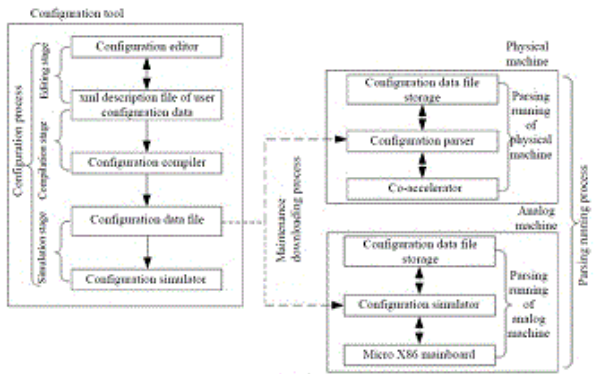 Configuration tool
Configuration process
Editing stage
Configuration editor
xml description file of user
configuration data
Compilation stage
Configuration compiler
Configuration data file
Simulation stage
Configuration simulator
Maintenance
downloading process
Physical
machine
Configuration data file
storage
Configuration parser
Co-accelerator
Parsing
running
of
physical
machine
Analog
machine
Configuration data file
storage
Configuration simulator
Micro X86 mainboard
Parsing
running
of
analog
machine
Parsing running process